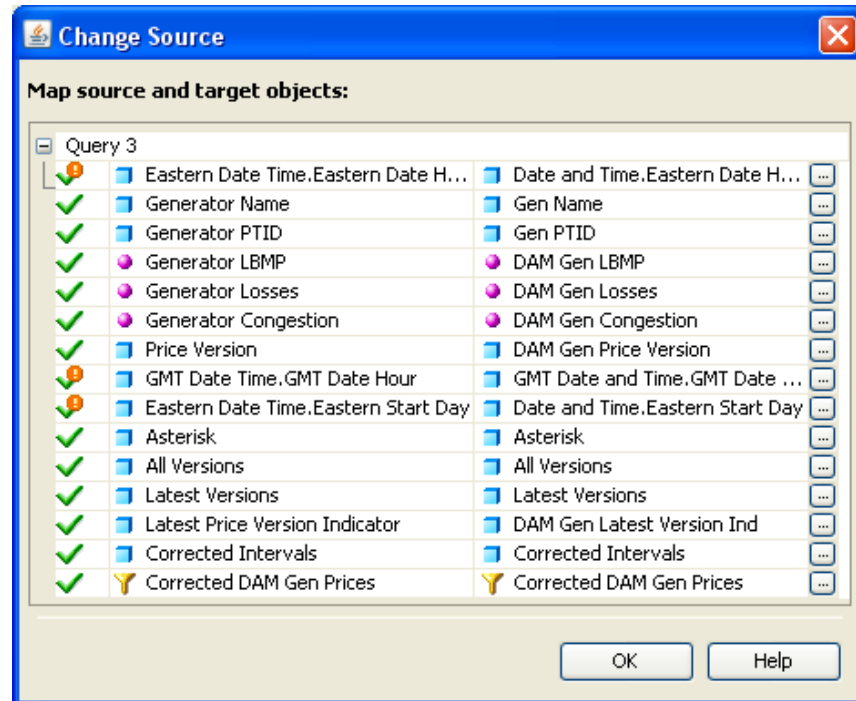 Change Source
Map source and target objects:
Query 3
Eastern Date Time.Eastern Date H... Date and Time.Eastern Date H... ...
Generator Name Gen Name ...
Generator PTID Gen PTID ...
Generator LBMP DAM Gen LBMP ...
Generator Losses DAM Gen Losses ...
Generator Congestion DAM Gen Congestion ...
Price Version DAM Gen Price Version ...
GMT Date Time.GMT Date Hour GMT Date and Time.GMT Date ... ...
Eastern Date Time.Eastern Start Day Date and Time.Eastern Start Day ...
Asterisk Asterisk ...
All Versions All Versions ...
Latest Versions Latest Versions ...
Latest Price Version Indicator DAM Gen Latest Version Ind ...
Corrected Intervals Corrected Intervals ...
Corrected DAM Gen Prices Corrected DAM Gen Prices ...
OK Help